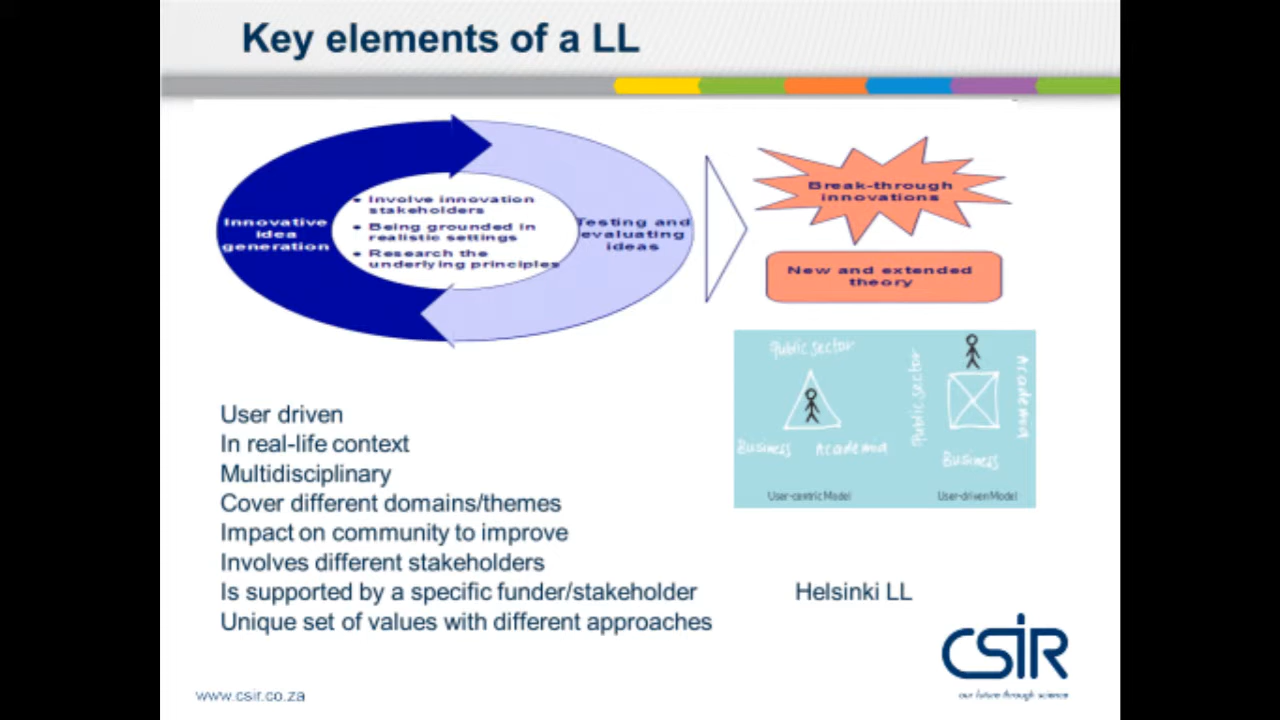 Key elements of a LL
Innovative
idea
generation
• Involve innovation
stakeholders
• Being grounded in
realistic settings
• Research the
underlying principles
Testing and
evaluating
ideas
Break-through
innovations
New and extended
theory
Public sector
Business
Academia
User-centric Model
Public sector
Academia
Business
User-driven Model
User driven
In real-life context
Multidisciplinary
Cover different domains/themes
Impact on community to improve
Involves different stakeholders
Is supported by a specific funder/stakeholder
Unique set of values with different approaches
Helsinki LL
CSIR
our future through science
www.csir.co.za